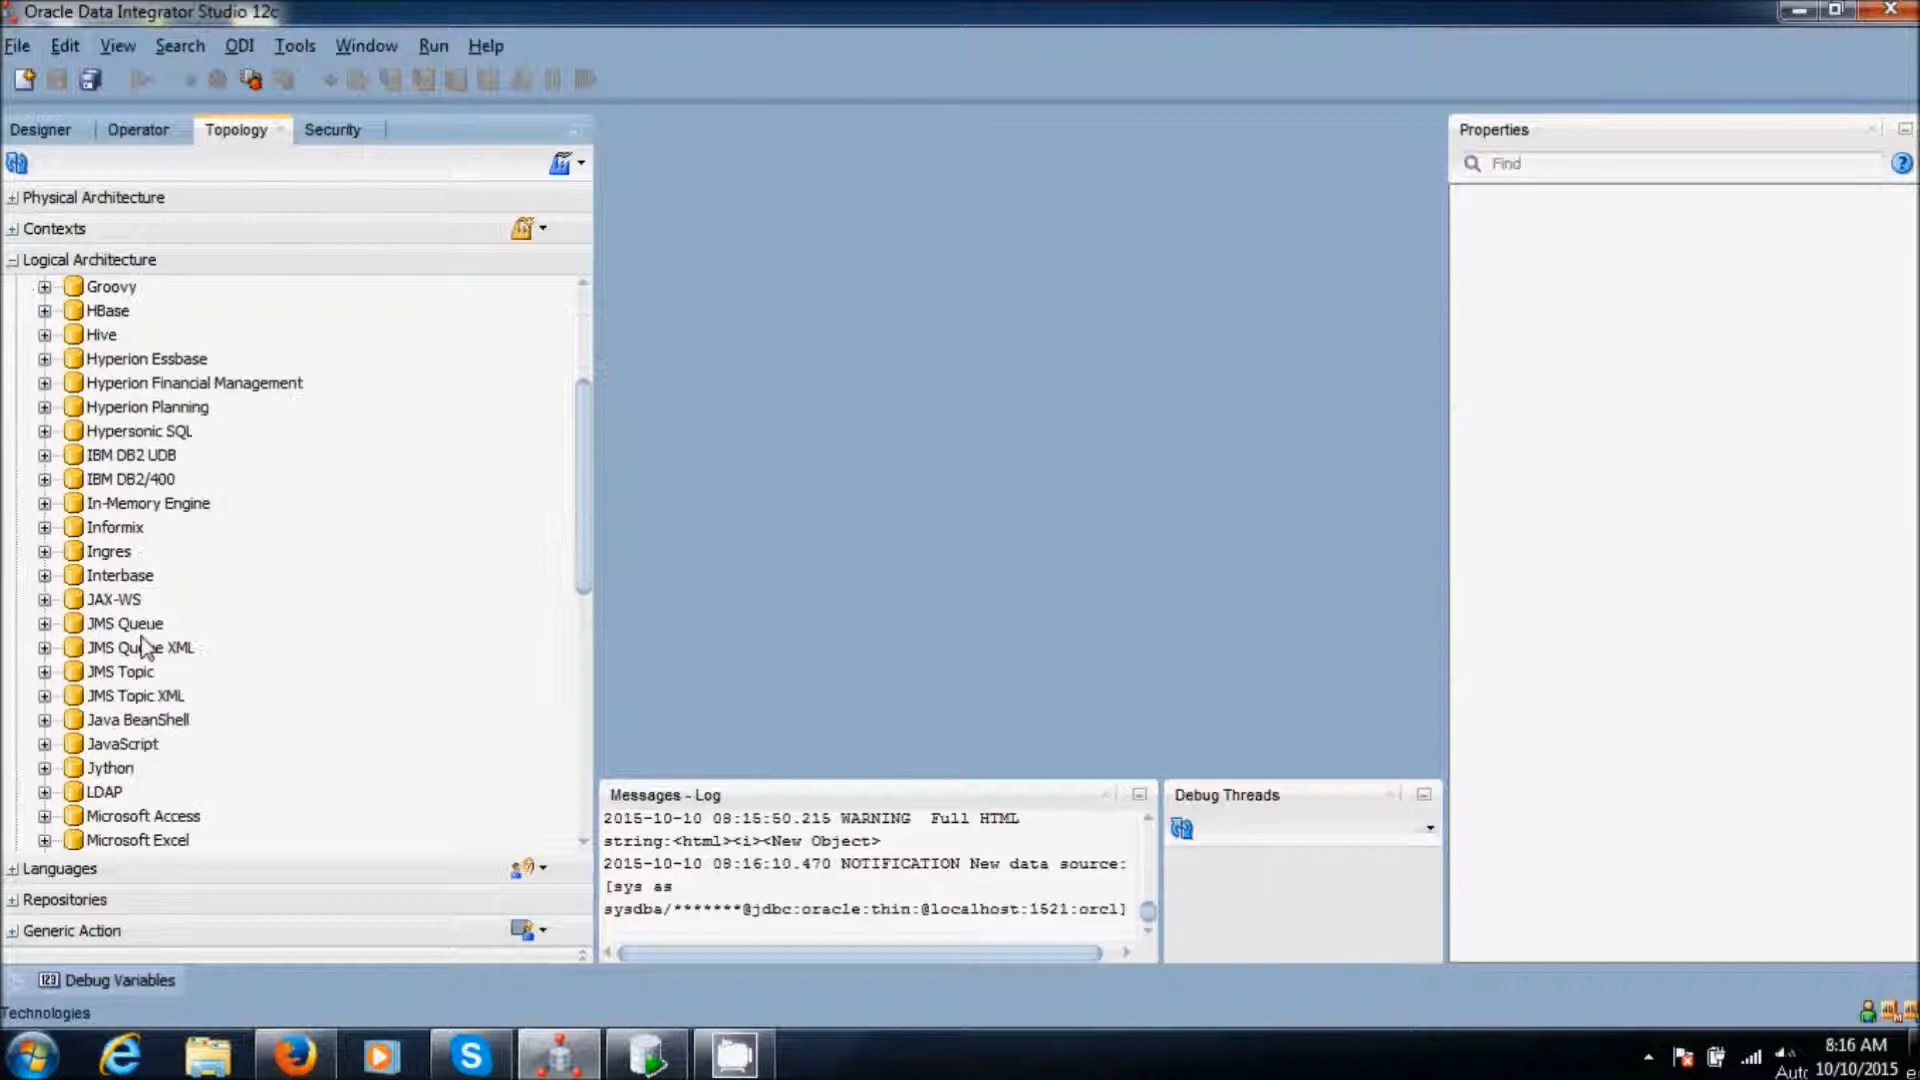 Oracle Data Integrator Studio 12c
File Edit View Search ODI Tools Window Run Help
Designer Operator Topology Security
Properties
Find
Physical Architecture
Contexts
Logical Architecture
Groovy
HBase
Hive
Hyperion Essbase
Hyperion Financial Management
Hyperion Planning
Hypersonic SQL
IBM DB2 UDB
IBM DB2/400
In-Memory Engine
Informix
Ingres
Interbase
JAX-WS
JMS Queue
JMS Queue XML
JMS Topic
JMS Topic XML
Java BeanShell
JavaScript
Jython
LDAP
Microsoft Access
Microsoft Excel
Languages
Repositories
Generic Action
Messages - Log
2015-10-10 08:15:50.215 WARNING Full HTML
string:<html><i><New Object>
2015-10-10 08:16:10.470 NOTIFICATION New data source:
[sys as
sysdba/*******@jdbc:oracle:thin:@localhost:1521:orcl]
Debug Threads
123 Debug Variables
Technologies
8:16 AM
10/10/2015